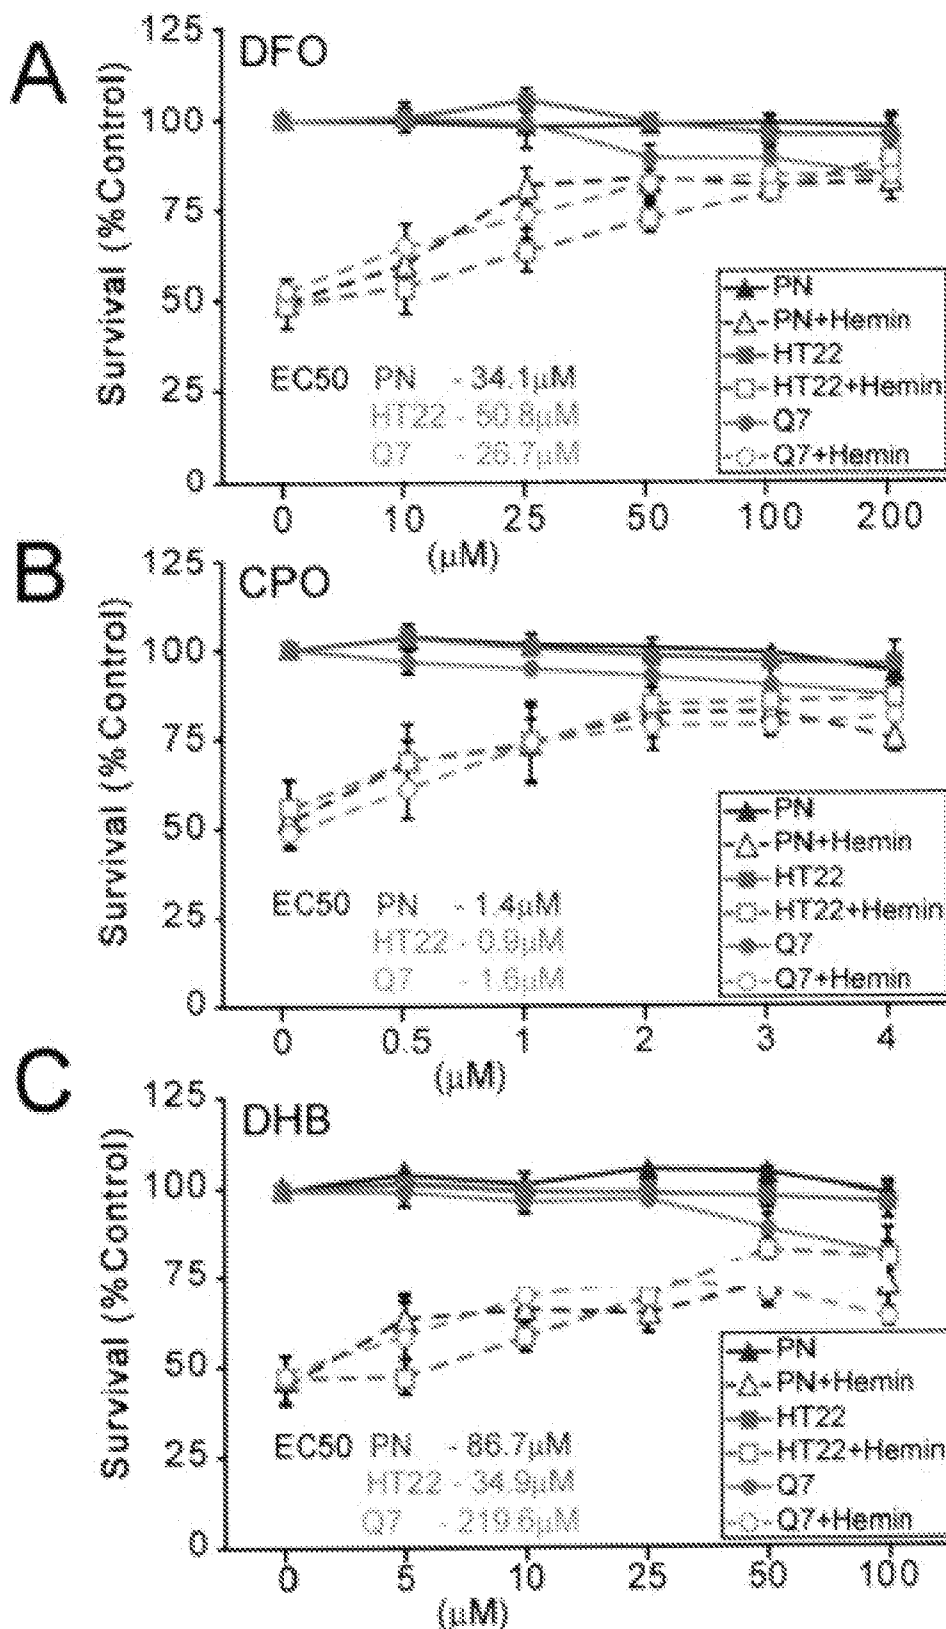 A
DFO
Survival (%Control)
125
100
75
50
25
0
EC50 PN - 34.1µM
HT22 - 50.8µM
Q7 - 26.7µM
PN
PN+Hemin
HT22
HT22+Hemin
Q7
Q7+Hemin
0 10 25 50 100 200
(µM)
B
CPO
Survival (%Control)
125
100
75
50
25
0
EC50 PN - 1.4µM
HT22 - 0.9µM
Q7 - 1.6µM
PN
PN+Hemin
HT22
HT22+Hemin
Q7
Q7+Hemin
0 0.5 1 2 3 4
(µM)
C
DHB
Survival (%Control)
125
100
75
50
25
0
EC50 PN - 86.7µM
HT22 - 34.9µM
Q7 - 219.6µM
PN
PN+Hemin
HT22
HT22+Hemin
Q7
Q7+Hemin
0 5 10 25 50 100
(µM)